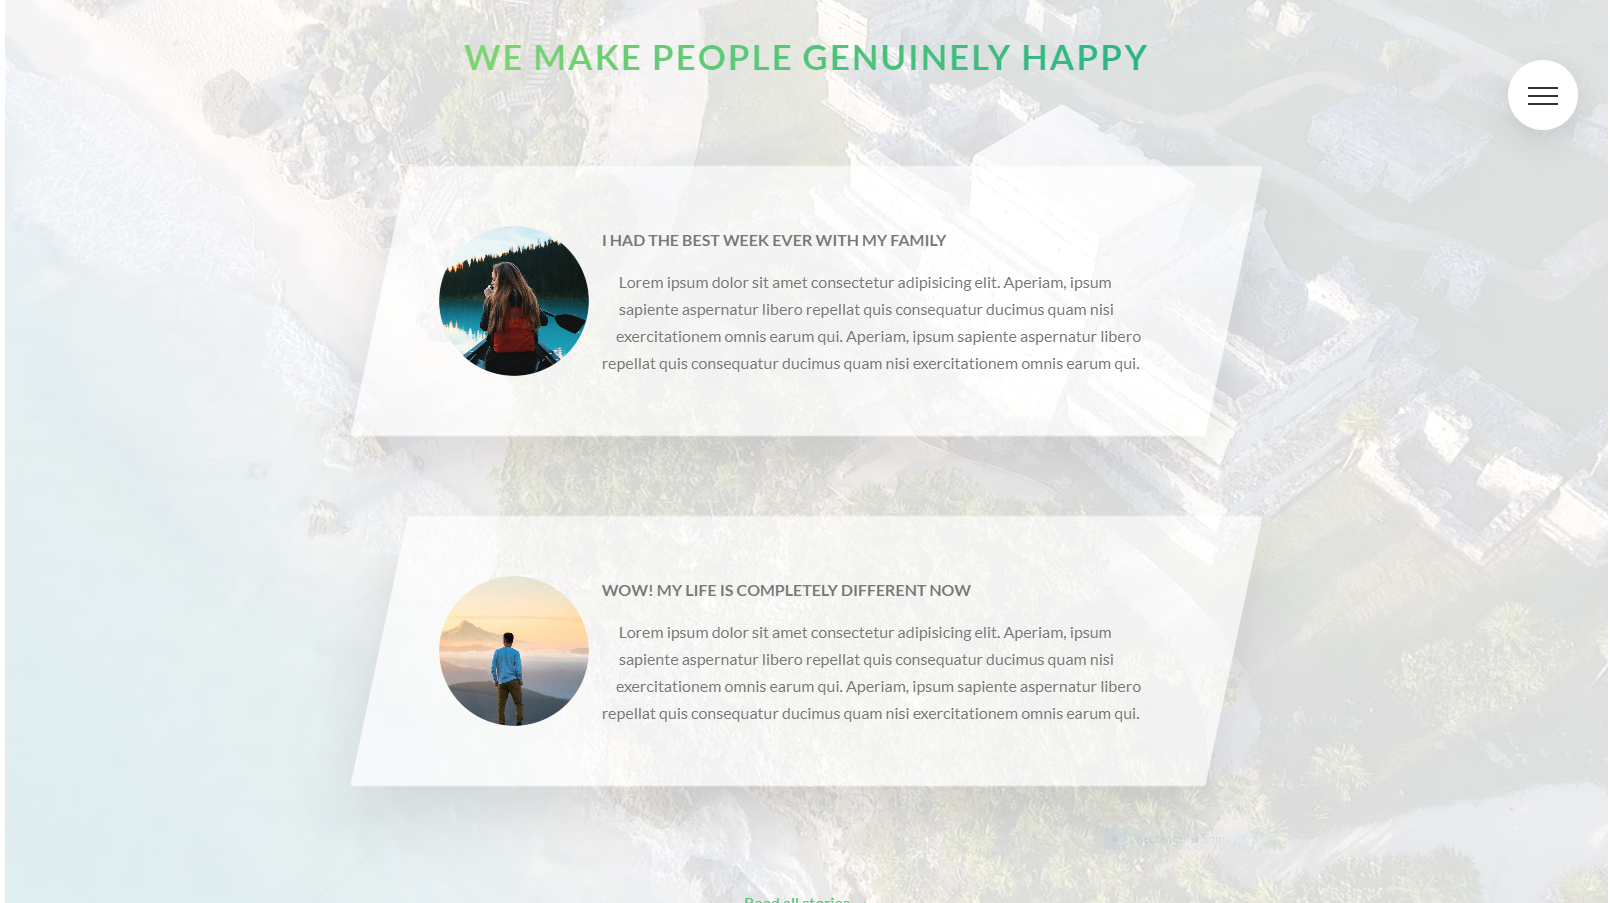 WE MAKE PEOPLE GENUINELY HAPPY
I HAD THE BEST WEEK EVER WITH MY FAMILY
Lorem ipsum dolor sit amet consectetur adipisicing elit. Aperiam, ipsum
sapiente aspernatur libero repellat quis consequatur ducimus quam nisi
exercitationem omnis earum qui. Aperiam, ipsum sapiente aspernatur libero
repellat quis consequatur ducimus quam nisi exercitationem omnis earum qui.
WOW! MY LIFE IS COMPLETELY DIFFERENT NOW
Lorem ipsum dolor sit amet consectetur adipisicing elit. Aperiam, ipsum
sapiente aspernatur libero repellat quis consequatur ducimus quam nisi
exercitationem omnis earum qui. Aperiam, ipsum sapiente aspernatur libero
repellat quis consequatur ducimus quam nisi exercitationem omnis earum qui.
Rectangular Snip
Read all stories